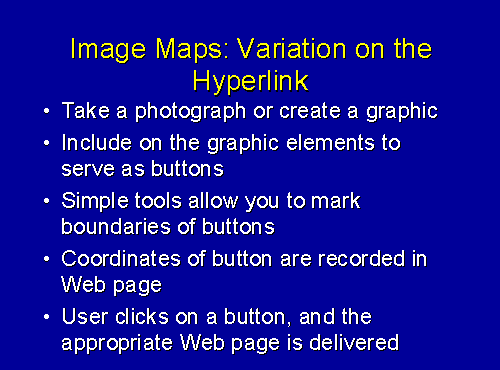 Image Maps: Variation on the
Hyperlink
• Take a photograph or create a graphic
• Include on the graphic elements to
serve as buttons
• Simple tools allow you to mark
boundaries of buttons
• Coordinates of button are recorded in
Web page
• User clicks on a button, and the
appropriate Web page is delivered